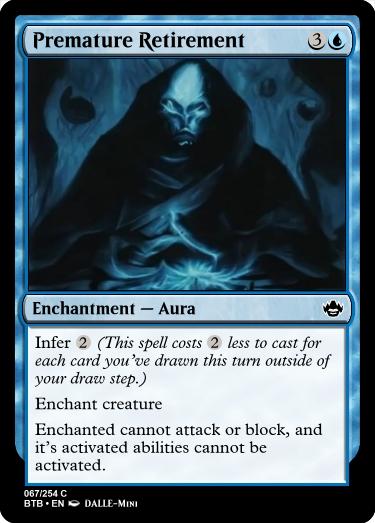 Premature Retirement 3
Enchantment — Aura
Infer 2 (This spell costs 2 less to cast for
each card you've drawn this turn outside of
your draw step.)
Enchant creature
Enchanted cannot attack or block, and
it's activated abilities cannot be
activated.
067/254 C
BTB • EN DALLE-Mini